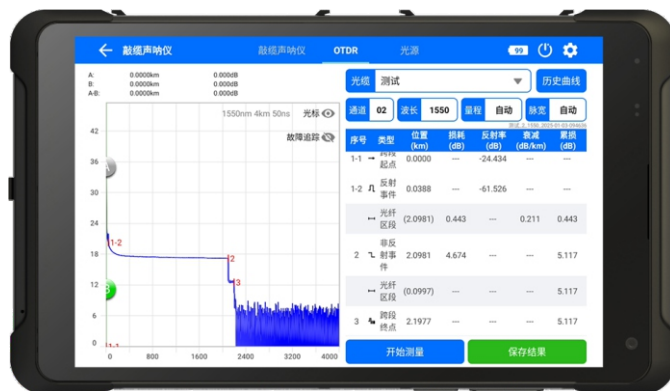 敲缆声呐仪
敲缆声呐仪 OTDR 光源
99
A: 0.0000km 0.000dB
B: 0.0000km 0.000dB
A-B: 0.0000km 0.000dB
光缆 测试 历史曲线
通道 02 波长 1550 量程 自动 脉宽 自动
1550nm 4km 50ns 光标
故障追踪
42
36
30
24
18
12
6
0
1-2
2
3
1-1
0 800 1600 2400 3200 4000
序号 类型 位置(km) 损耗(dB) 反射率(dB) 衰减(dB/km) 累损(dB)
1-1 跨段起点 0.0000 --- -24.434 --- ---
1-2 反射事件 0.0388 --- -61.526 --- ---
光纤区段 (2.0981) 0.443 --- 0.211 0.443
2 非反射事件 2.0981 4.674 --- --- 5.117
光纤区段 (0.0997) --- --- --- 5.117
3 跨段终点 2.1977 --- --- --- 5.117
开始测量 保存结果